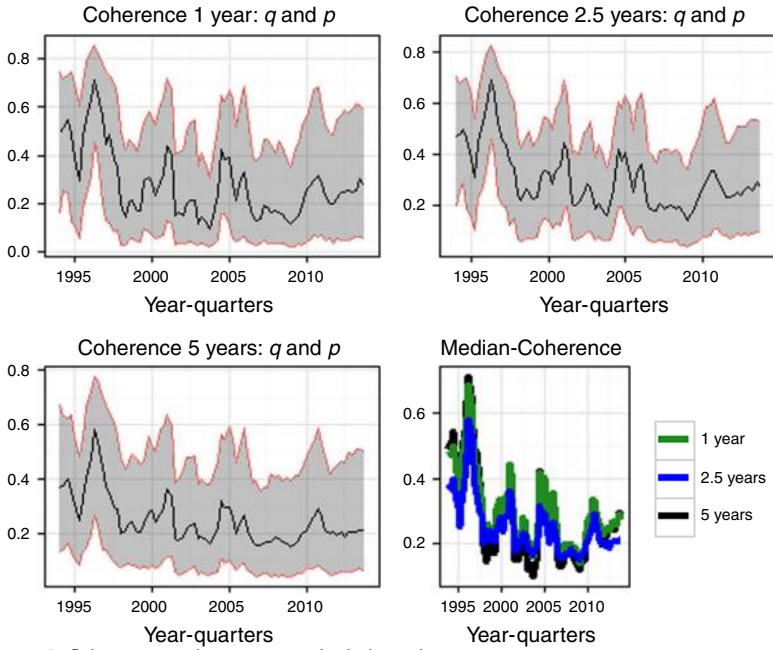 Coherence 1 year: q and p
0.8
0.6
0.4
0.2
0.0
1995 2000 2005 2010
Year-quarters
Coherence 2.5 years: q and p
0.8
0.6
0.4
0.2
1995 2000 2005 2010
Year-quarters
Coherence 5 years: q and p
0.8
0.6
0.4
0.2
1995 2000 2005 2010
Year-quarters
Median-Coherence
0.6
0.4
0.2
1995 2000 2005 2010
Year-quarters
1 year
2.5 years
5 years